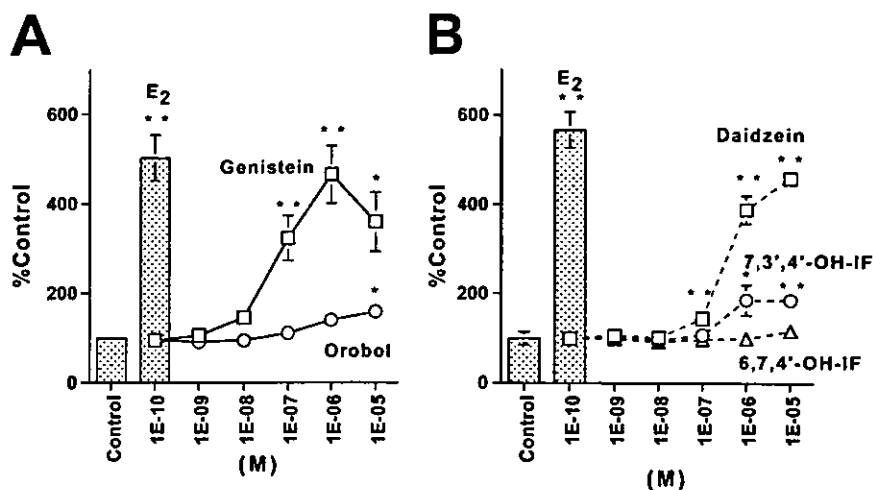 A
E2
**
Genistein
**
**
*
*
Orobol
%Control
600
400
200
0
Control
1E-10
1E-09
1E-08
1E-07
1E-06
1E-05
(M)
B
E2
**
Daidzein
**
**
**
7,3',4'-OH-IF
*
**
6,7,4'-OH-IF
%Control
600
400
200
0
Control
1E-10
1E-09
1E-08
1E-07
1E-06
1E-05
(M)